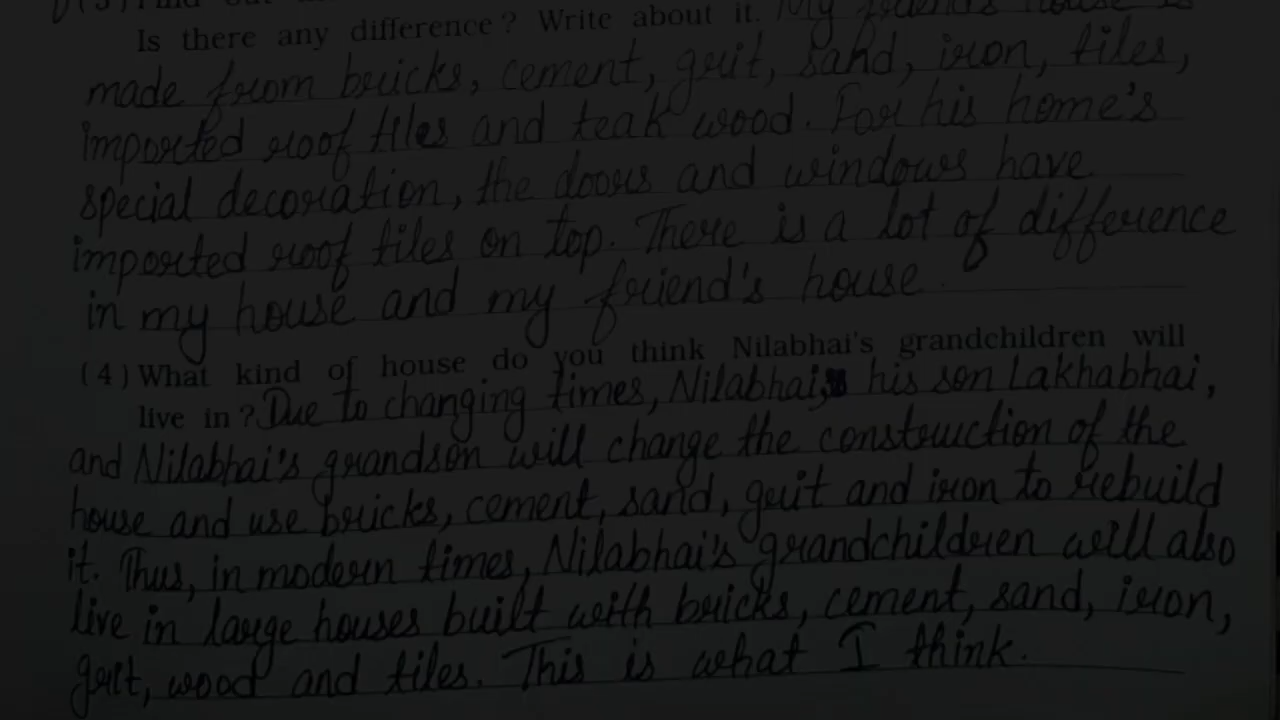 Is there any difference? Write about it. My friend's house is
made from bricks, cement, grit, sand, iron, tiles,
imported roof tiles and teak wood. For his home's
special decoration, the doors and windows have
imported roof tiles on top. There is a lot of difference
in my house and my friend's house.
(4) What kind of house do you think Nilabhai's grandchildren will
live in? Due to changing times, Nilabhai, his son Lakhabhai,
and Nilabhai's grandson will change the construction of the
house and use bricks, cement, sand, grit and iron to rebuild
it. Thus, in modern times, Nilabhai's grandchildren will also
live in large houses built with bricks, cement, sand, iron,
grit, wood and tiles. This is what I think.